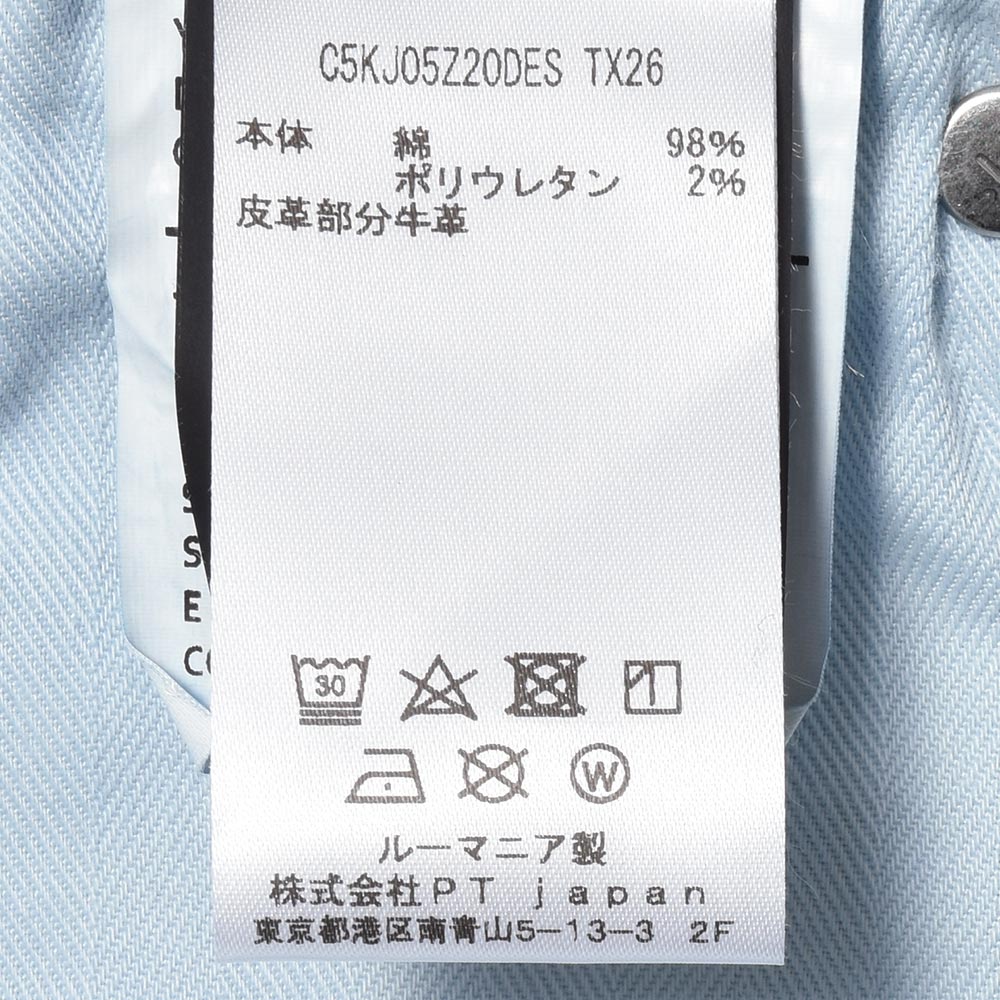 C5KJ05Z20DES TX26
本体 綿 98%
ポリウレタン 2%
皮革部分牛革
S
E
30
W
ルーマニア製
株式会社PT japan
東京都港区南青山5-13-3 2F